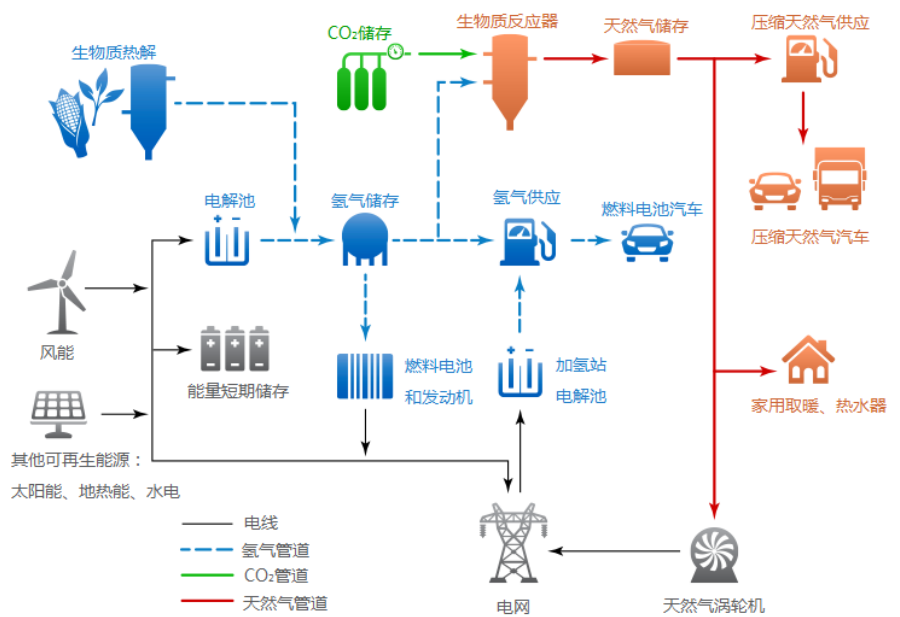 生物质热解
CO₂储存
生物质反应器
天然气储存
压缩天然气供应
电解池
氢气储存
氢气供应
燃料电池汽车
压缩天然气汽车
风能
能量短期储存
燃料电池
和发动机
加氢站
电解池
家用取暖、热水器
其他可再生能源：
太阳能、地热能、水电
电线
氢气管道
CO₂管道
天然气管道
电网
天然气涡轮机